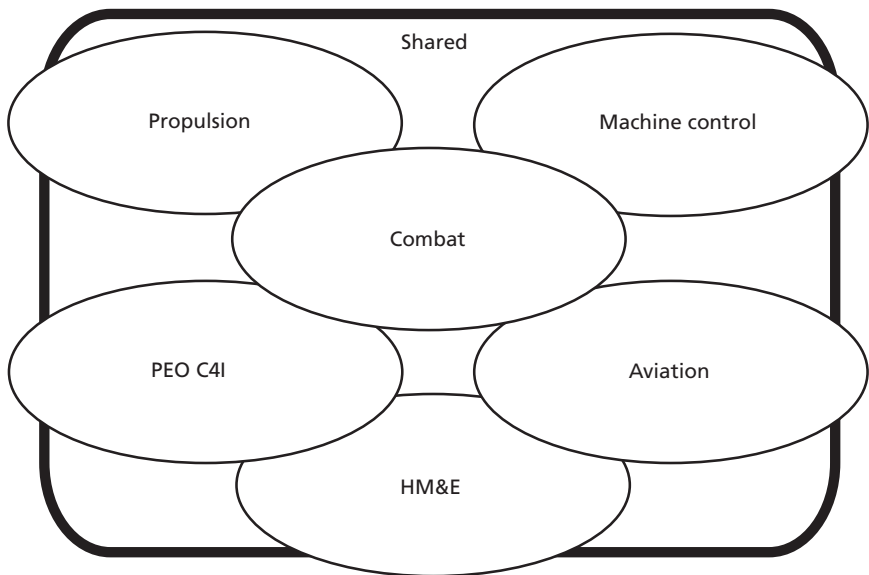 Shared
Propulsion
Machine control
Combat
PEO C4I
Aviation
HM&E